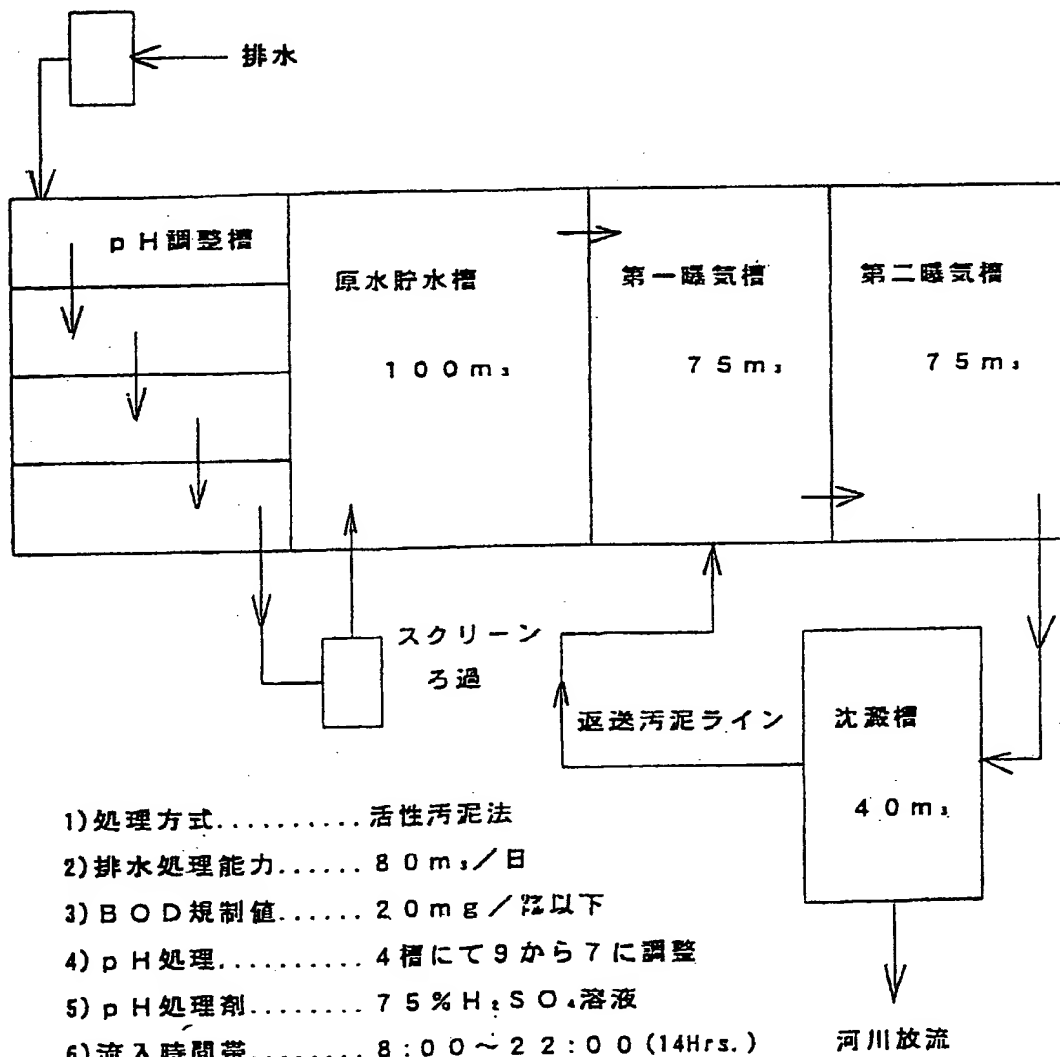 排水
pH調整槽
原水貯水槽
100m3
第一曝気槽
75m3
第二曝気槽
75m3
スクリーン
ろ過
返送汚泥ライン
沈澱槽
40m3
1)処理方式..........活性汚泥法
2)排水処理能力......80m3/日
3)BOD規制値......20mg/㍑以下
4)pH処理..........4槽にて9から7に調整
5)pH処理剤........75%H2SO4溶液
6)流入時間帯........8:00~22:00(14Hrs.)
河川放流